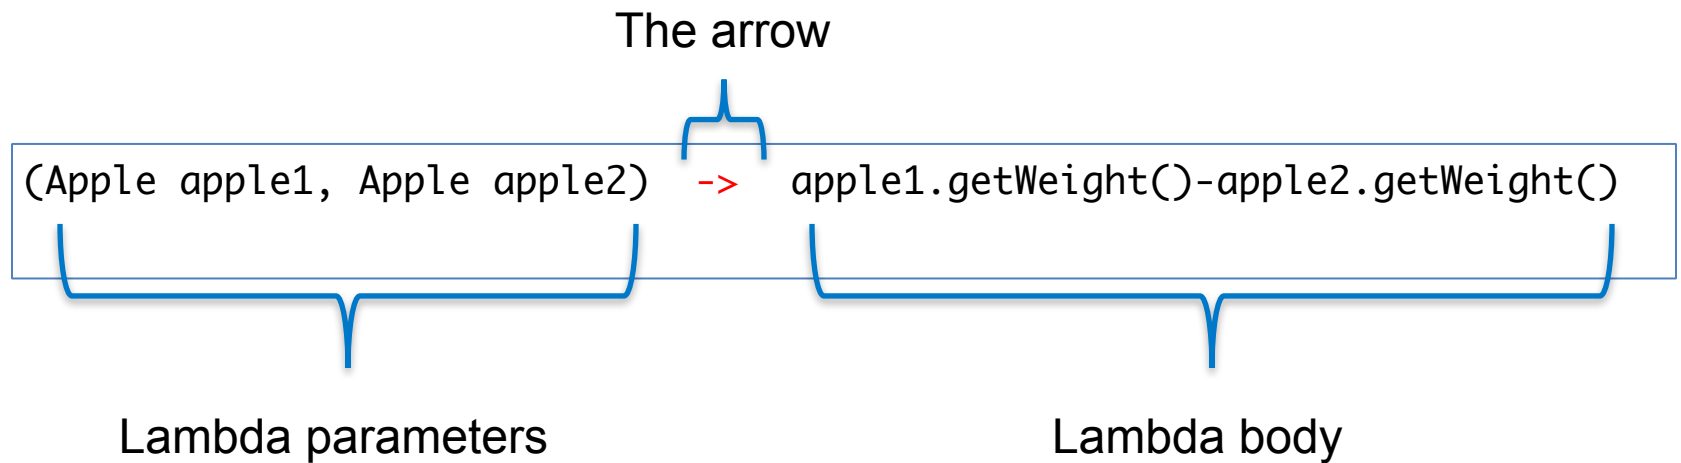 The arrow
(Apple apple1, Apple apple2) -> apple1.getWeight()-apple2.getWeight()
Lambda parameters
Lambda body